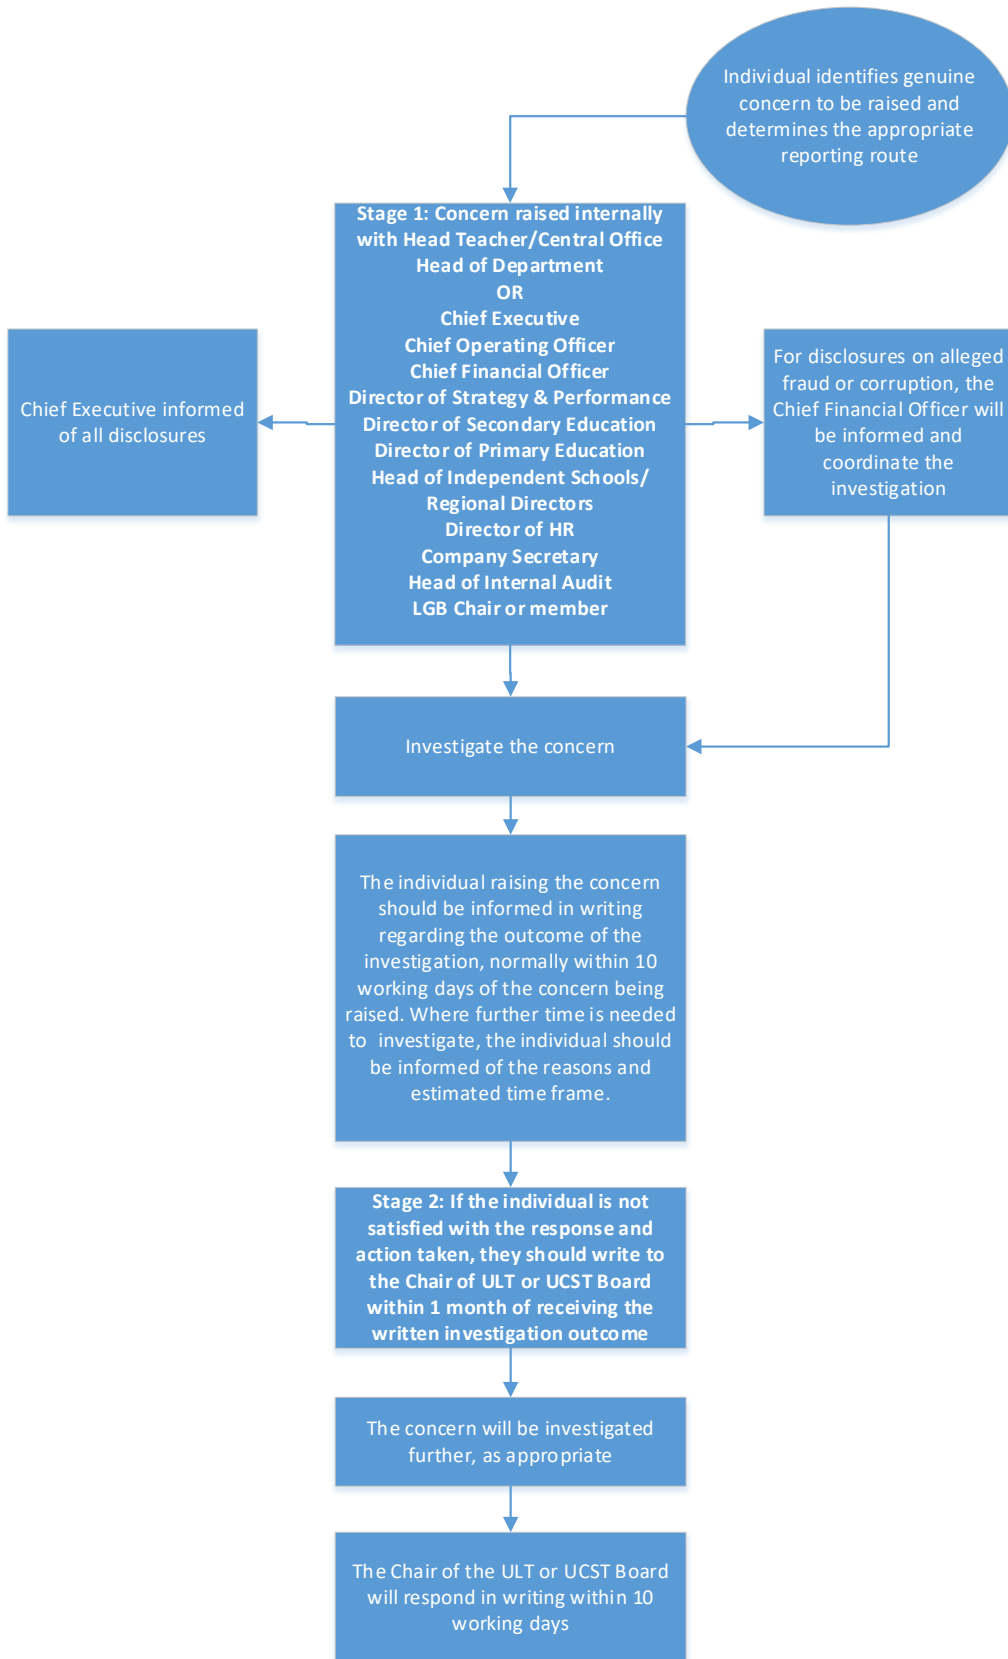 Individual identifies genuine
concern to be raised and
determines the appropriate
reporting route
Stage 1: Concern raised internally
with Head Teacher/Central Office
Head of Department
OR
Chief Executive
Chief Operating Officer
Chief Financial Officer
Director of Strategy & Performance
Director of Secondary Education
Director of Primary Education
Head of Independent Schools/
Regional Directors
Director of HR
Company Secretary
Head of Internal Audit
LGB Chair or member
Chief Executive informed
of all disclosures
For disclosures on alleged
fraud or corruption, the
Chief Financial Officer will
be informed and
coordinate the
investigation
Investigate the concern
The individual raising the concern
should be informed in writing
regarding the outcome of the
investigation, normally within 10
working days of the concern being
raised. Where further time is needed
to investigate, the individual should
be informed of the reasons and
estimated time frame.
Stage 2: If the individual is not
satisfied with the response and
action taken, they should write to
the Chair of ULT or UCST Board
within 1 month of receiving the
written investigation outcome
The concern will be investigated
further, as appropriate
The Chair of the ULT or UCST Board
will respond in writing within 10
working days